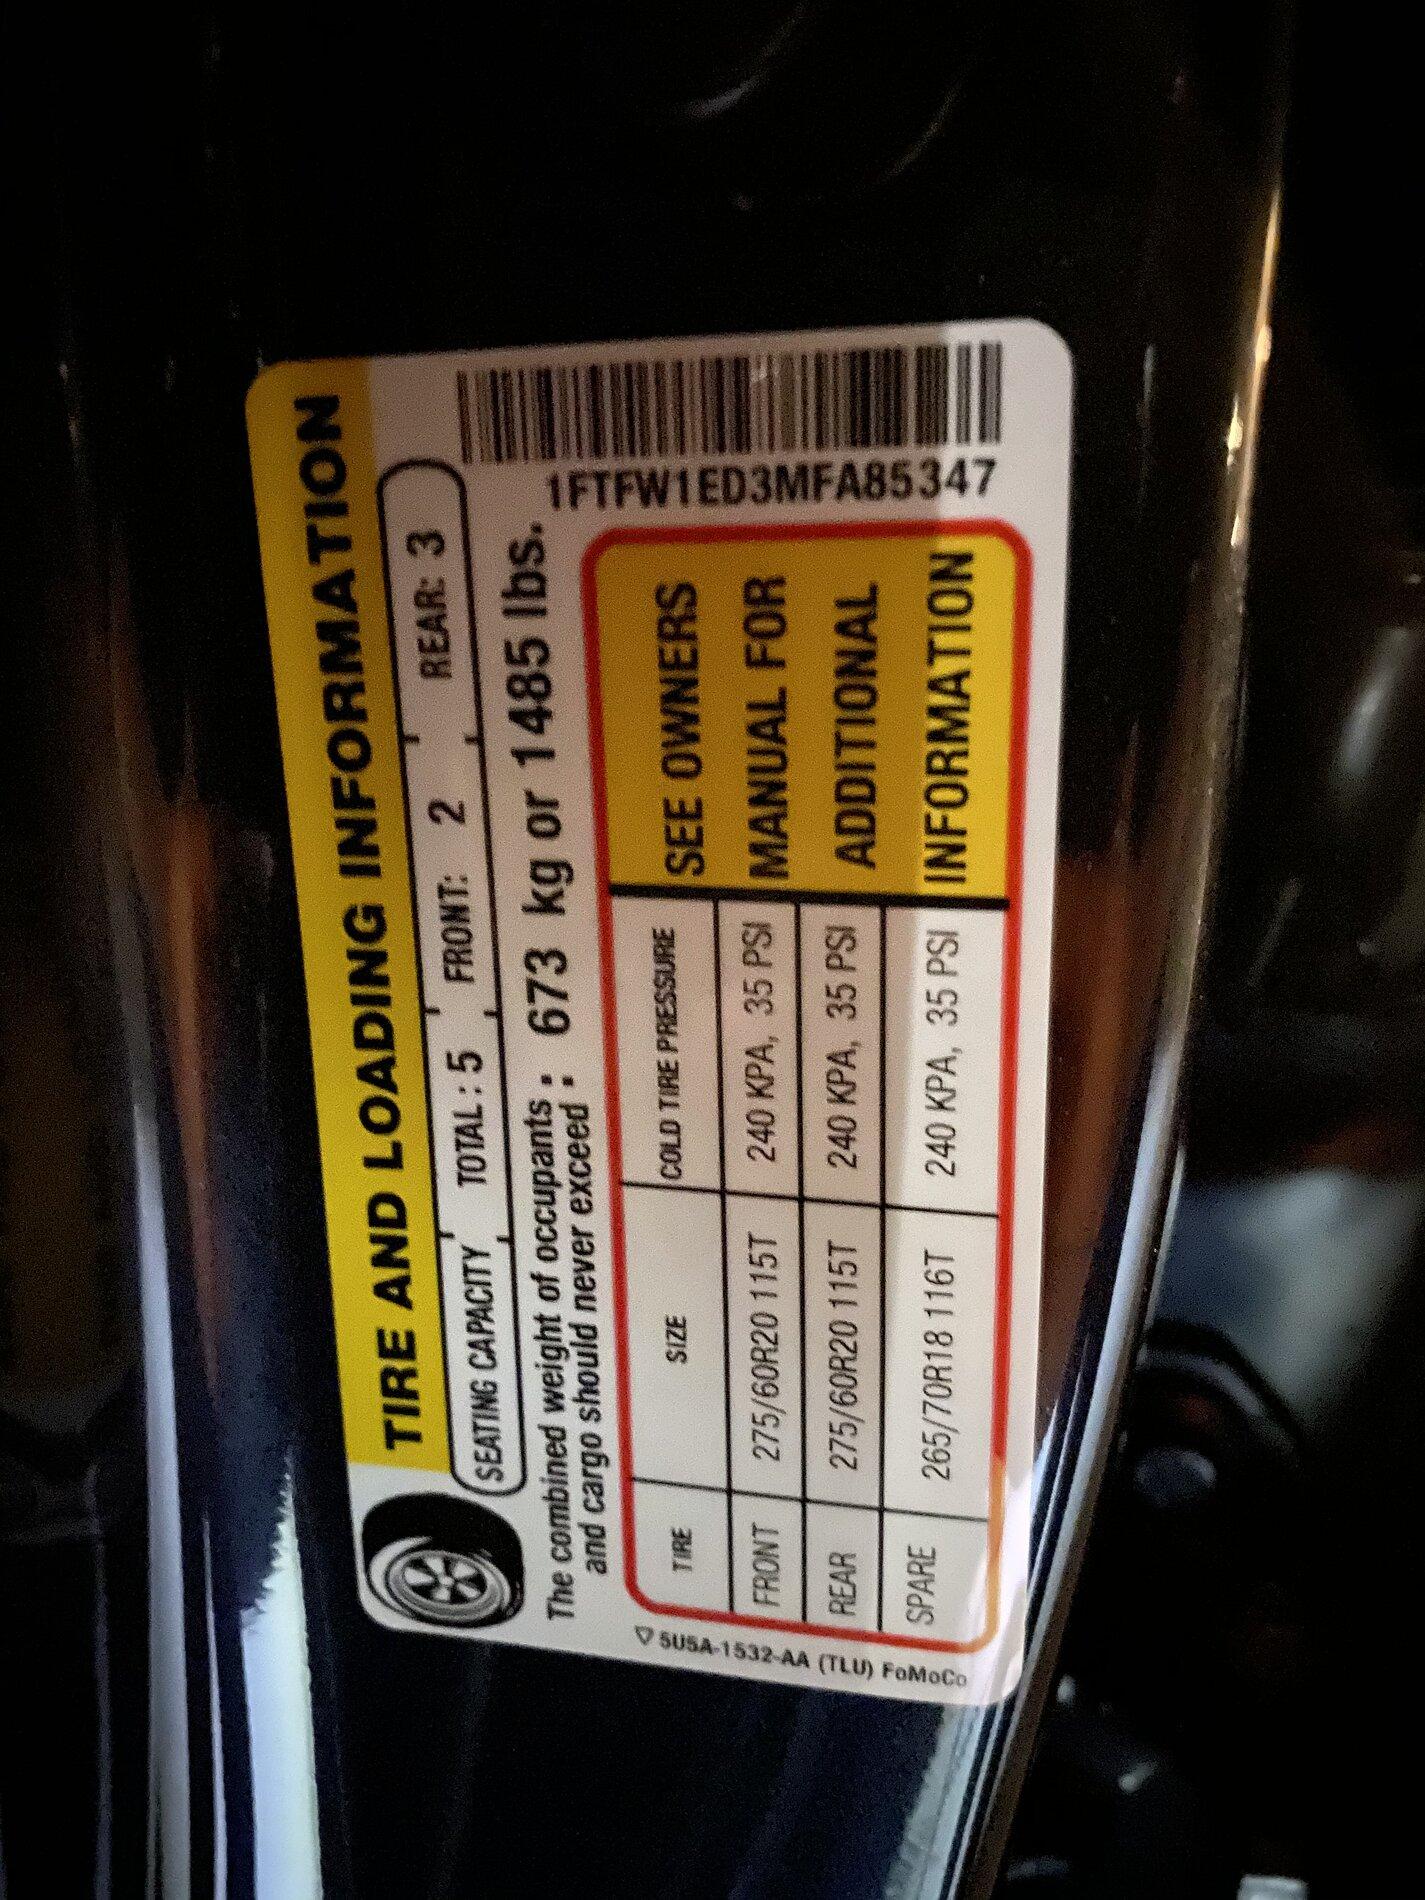 TIRE AND LOADING INFORMATION
SEATING CAPACITY TOTAL : 5 FRONT: 2 REAR: 3
The combined weight of occupants : 673 kg or 1485 lbs.
and cargo should never exceed :
TIRE SIZE COLD TIRE PRESSURE
FRONT 275/60R20 115T 240 KPA, 35 PSI
REAR 275/60R20 115T 240 KPA, 35 PSI
SPARE 265/70R18 116T 240 KPA, 35 PSI
SEE OWNERS
MANUAL FOR
ADDITIONAL
INFORMATION
1FTFW1ED3MFA85347
5U5A-1532-AA (TLU) FoMoCo